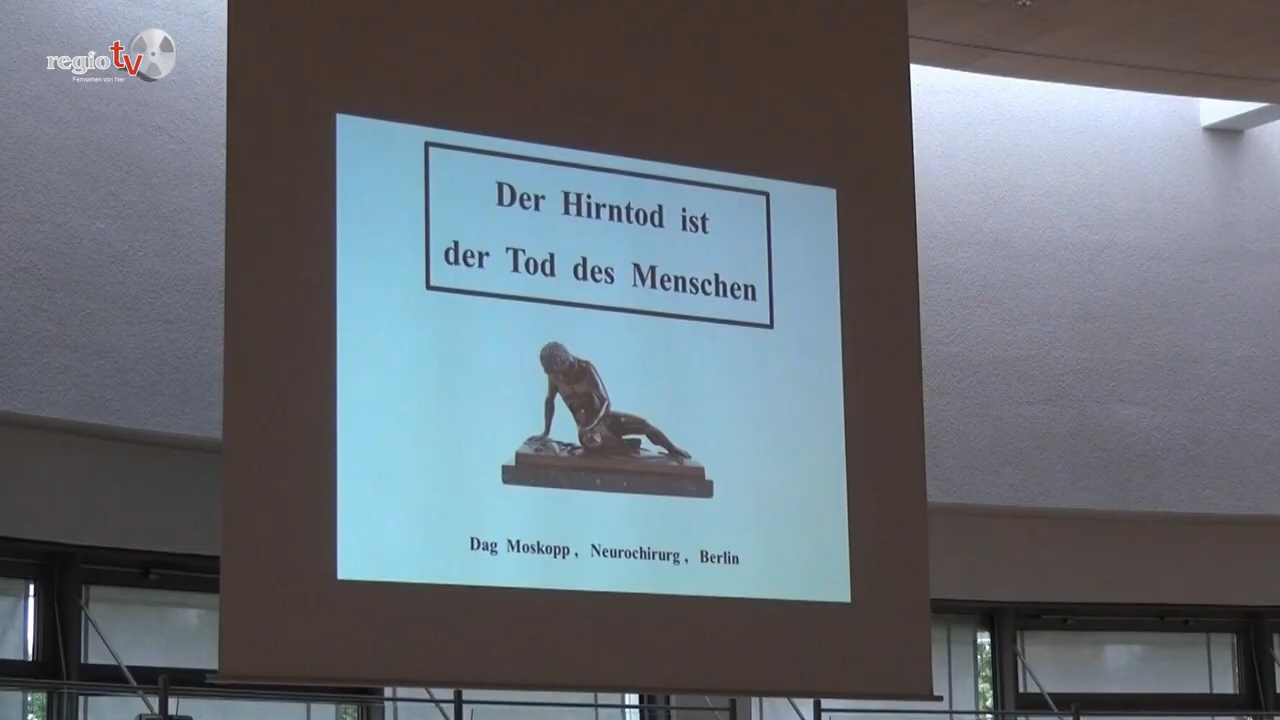 regio tv
Fernsehen von hier
Der Hirntod ist
der Tod des Menschen
Dag Moskopp, Neurochirurg, Berlin